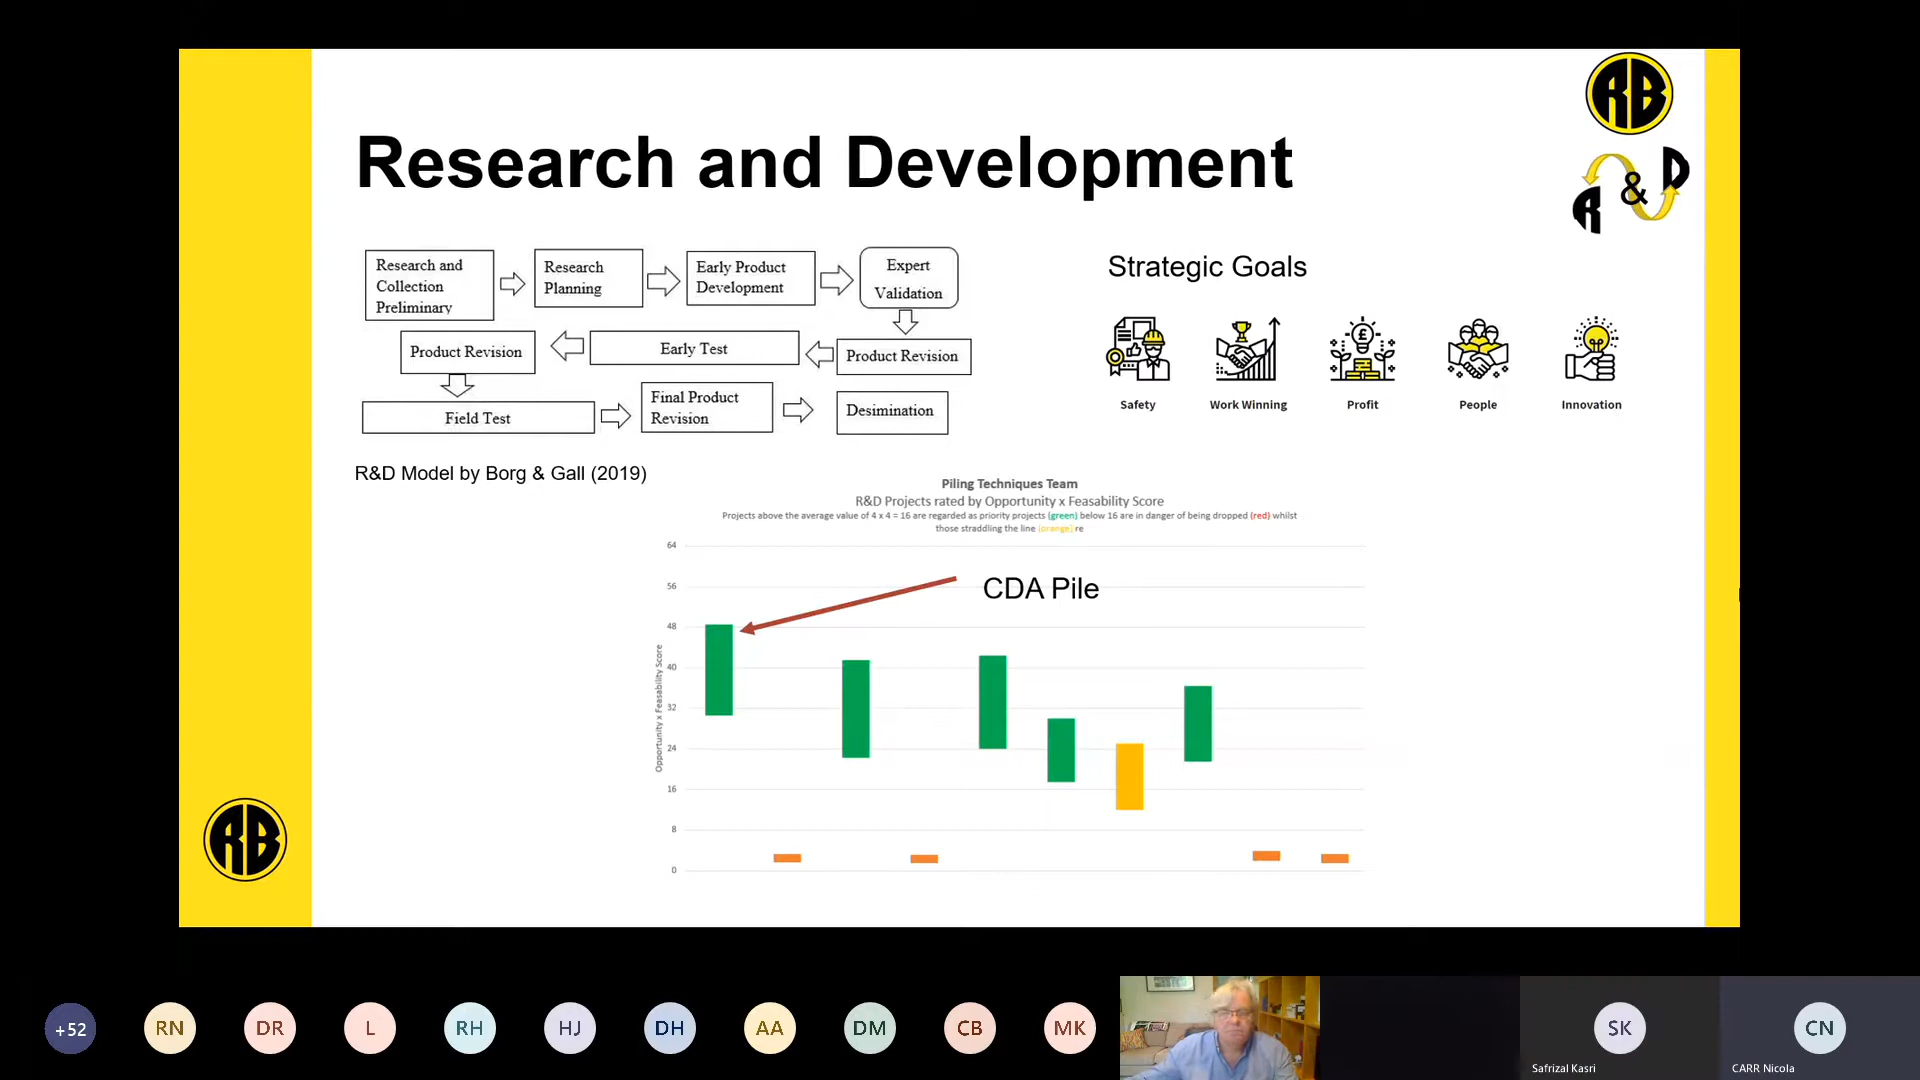 RB
R & D
Research and Development
Research and
Collection
Preliminary
Research
Planning
Early Product
Development
Expert
Validation
Product Revision
Early Test
Product Revision
Field Test
Final Product
Revision
Desimination
R&D Model by Borg & Gall (2019)
Strategic Goals
Safety
Work Winning
Profit
People
Innovation
Piling Techniques Team
R&D Projects rated by Opportunity x Feasability Score
Projects above the average value of 4 x 4 = 16 are regarded as priority projects (green) below 16 are in danger of being dropped (red) whilst
those straddling the line (orange) re
Opportunity x Feasability Score
64
56
48
40
32
24
16
8
0
CDA Pile
RB
+52
RN
DR
L
RH
HJ
DH
AA
DM
CB
MK
SK
Safrizal Kasri
CN
CARR Nicola